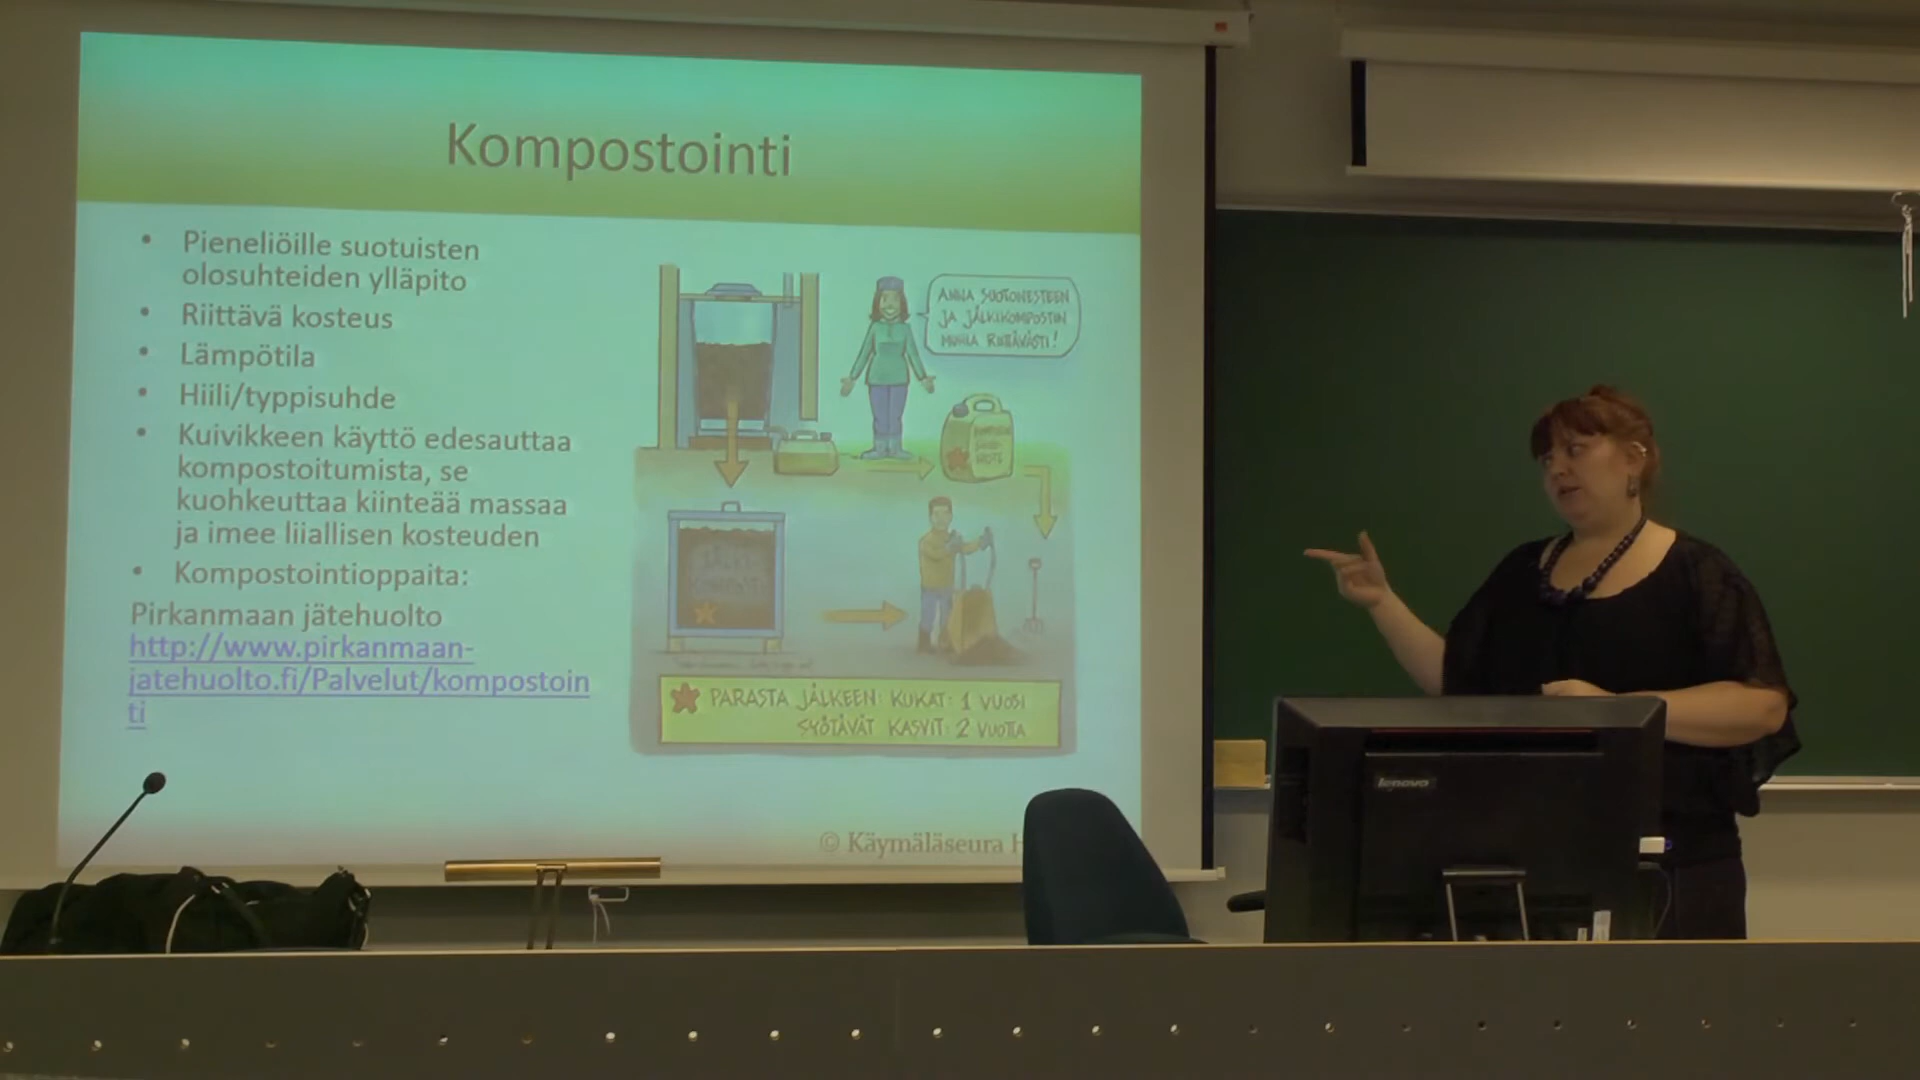 Kompostointi
• Pieneliöille suotuisten
olosuhteiden ylläpito
• Riittävä kosteus
• Lämpötila
• Hiili/typpisuhde
• Kuivikkeen käyttö edesauttaa
kompostoitumista, se
kuohkeuttaa kiinteää massaa
ja imee liiallisen kosteuden
• Kompostointioppaita:
Pirkanmaan jätehuolto
http://www.pirkanmaan-
jatehuolto.fi/Palvelut/kompostoin
ti
ANNA SUOTONESTEEN
JA JÄLKIKOMPOSTIN
MUHIA RIITTÄVÄSTI!
PARASTA JÄLKEEN: KUKAT: 1 VUOSI
SYÖTÄVÄT KASVIT: 2 VUOTTA
© Käymäläseura
lenovo